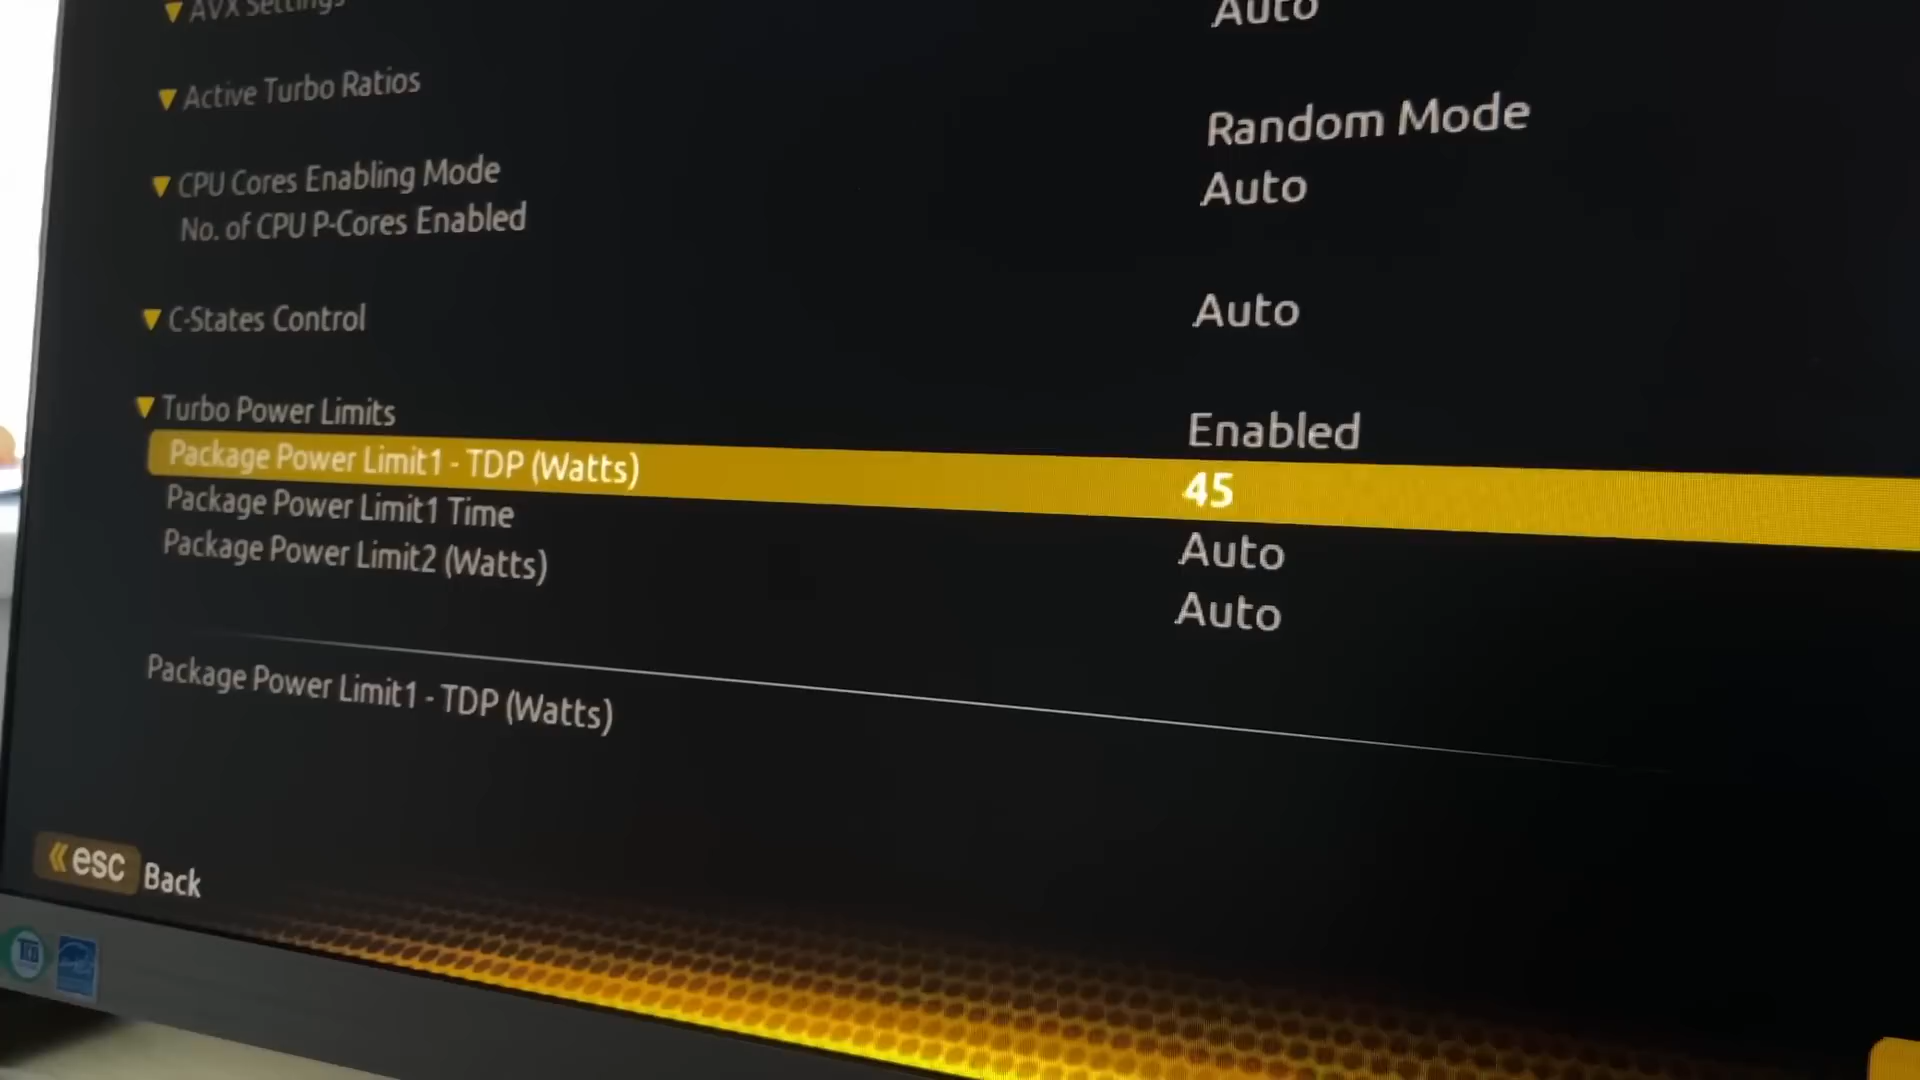 AVX Settings Auto
Active Turbo Ratios
CPU Cores Enabling Mode Random Mode
No. of CPU P-Cores Enabled Auto
C-States Control Auto
Turbo Power Limits Enabled
Package Power Limit1 - TDP (Watts) 45
Package Power Limit1 Time Auto
Package Power Limit2 (Watts) Auto
Package Power Limit1 - TDP (Watts)
esc Back